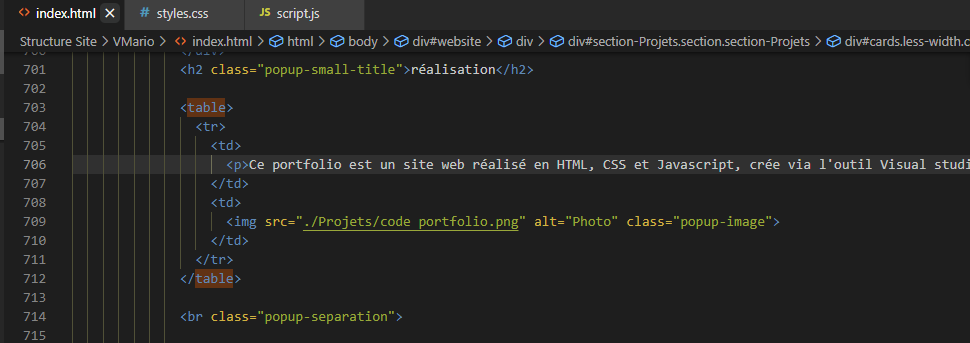 <> index.html ✕ # styles.css JS script.js
Structure Site > VMario > <> index.html > html > body > div#website > div > div#section-Projets.section.section-Projets > div#cards.less-width.c
700 </div>
701 <h2 class="popup-small-title">réalisation</h2>
702
703 <table>
704 <tr>
705 <td>
706 <p>Ce portfolio est un site web réalisé en HTML, CSS et Javascript, crée via l'outil Visual studi
707 </td>
708 <td>
709 <img src="./Projets/code portfolio.png" alt="Photo" class="popup-image">
710 </td>
711 </tr>
712 </table>
713
714 <br class="popup-separation">
715